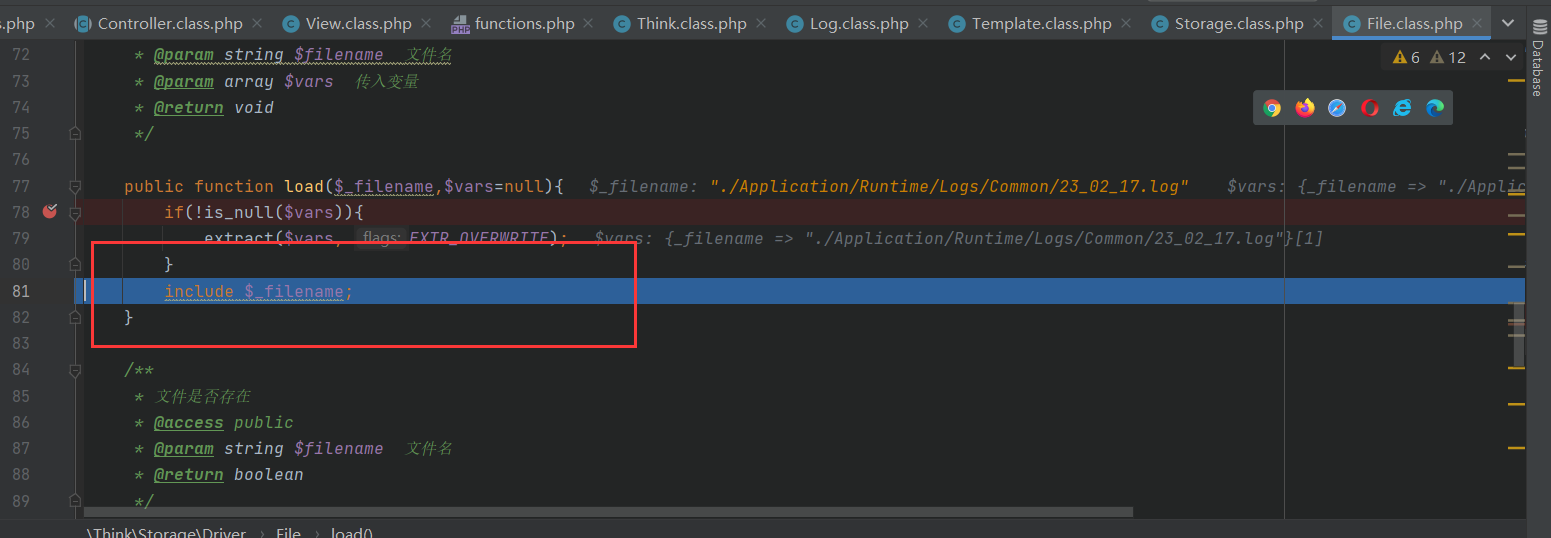 s.php Controller.class.php View.class.php functions.php Think.class.php Log.class.php Template.class.php Storage.class.php File.class.php
72 * @param string $filename 文件名
6 12
73 * @param array $vars 传入变量
74 * @return void
75 */
76
77 public function load($_filename,$vars=null){ $_filename: "./Application/Runtime/Logs/Common/23_02_17.log" $vars: {_filename => "./Applic
78 if(!is_null($vars)){
79 extract($vars, flags: EXTR_OVERWRITE); $vars: {_filename => "./Application/Runtime/Logs/Common/23_02_17.log"}[1]
80 }
81 include $_filename;
82 }
83
84 /**
85 * 文件是否存在
86 * @access public
87 * @param string $filename 文件名
88 * @return boolean
89 */
\Think\Storage\Driver › File › load()
Database